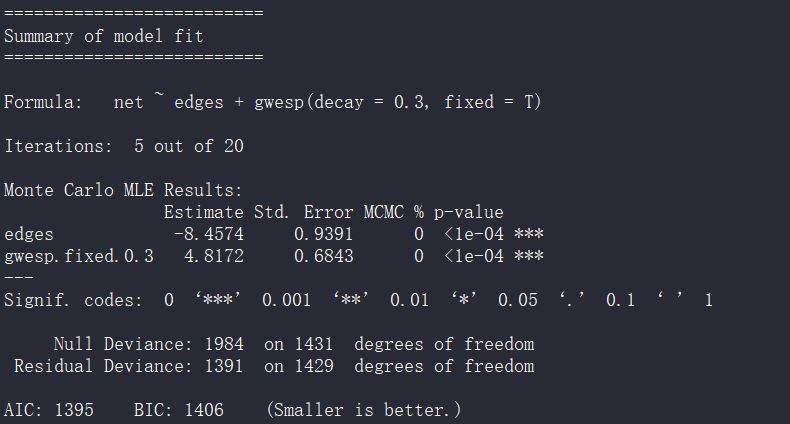 ==========================
Summary of model fit
==========================
Formula:   net ~ edges + gwesp(decay = 0.3, fixed = T)
Iterations:  5 out of 20
Monte Carlo MLE Results:
                Estimate Std. Error MCMC % p-value
edges            -8.4574     0.9391      0  <1e-04 ***
gwesp.fixed.0.3   4.8172     0.6843      0  <1e-04 ***
---
Signif. codes:  0 ‘***’ 0.001 ‘**’ 0.01 ‘*’ 0.05 ‘.’ 0.1 ‘ ’ 1
     Null Deviance: 1984  on 1431  degrees of freedom
 Residual Deviance: 1391  on 1429  degrees of freedom
AIC: 1395    BIC: 1406    (Smaller is better.)